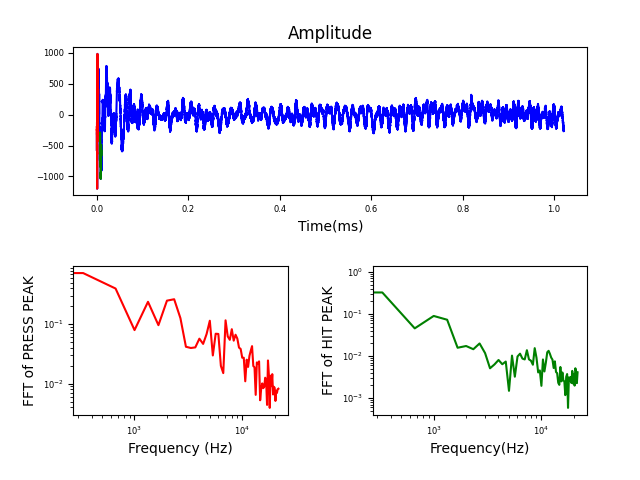 Amplitude
1000
500
0
−500
−1000
0.0 0.2 0.4 0.6 0.8 1.0
Time(ms)
FFT of PRESS PEAK
10⁻¹
10⁻²
10³ 10⁴
Frequency (Hz)
FFT of HIT PEAK
10⁰
10⁻¹
10⁻²
10⁻³
10³ 10⁴
Frequency(Hz)